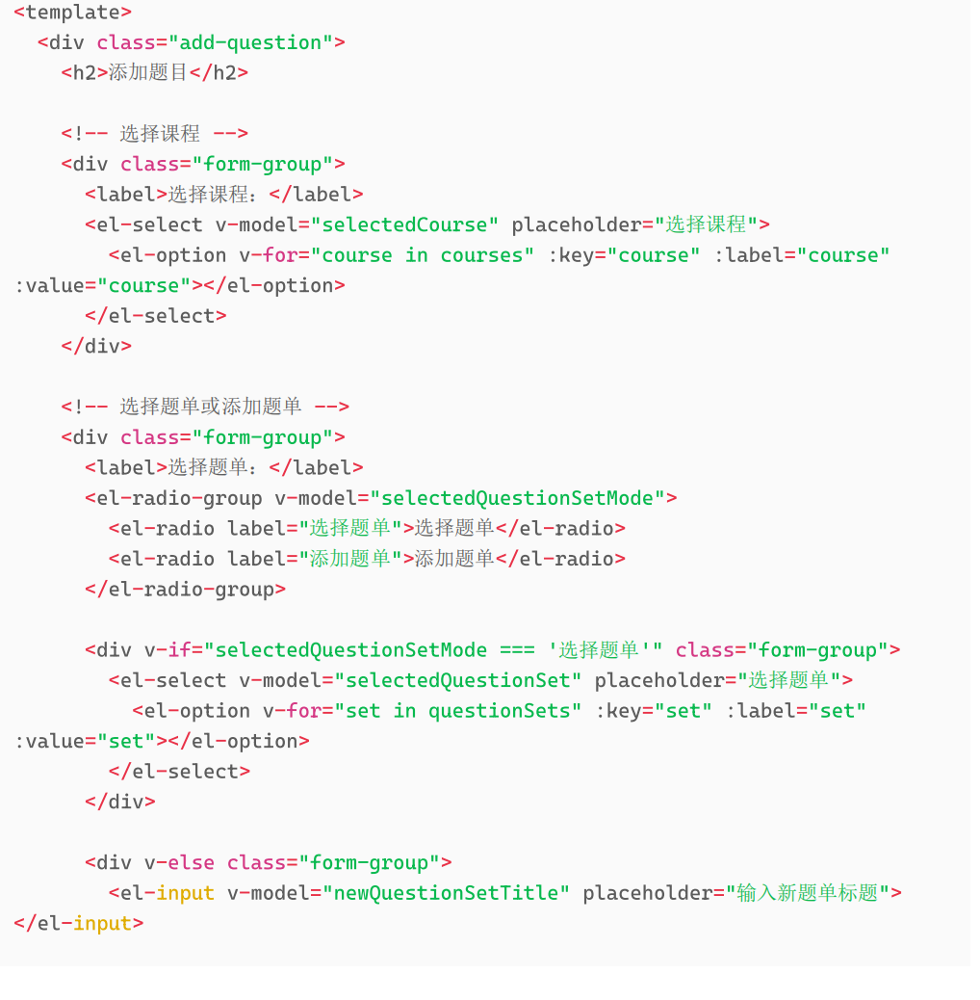 <template>
  <div class="add-question">
    <h2>添加题目</h2>

    <!-- 选择课程 -->
    <div class="form-group">
      <label>选择课程：</label>
      <el-select v-model="selectedCourse" placeholder="选择课程">
        <el-option v-for="course in courses" :key="course" :label="course"
:value="course"></el-option>
      </el-select>
    </div>

    <!-- 选择题单或添加题单 -->
    <div class="form-group">
      <label>选择题单：</label>
      <el-radio-group v-model="selectedQuestionSetMode">
        <el-radio label="选择题单">选择题单</el-radio>
        <el-radio label="添加题单">添加题单</el-radio>
      </el-radio-group>

      <div v-if="selectedQuestionSetMode === '选择题单'" class="form-group">
        <el-select v-model="selectedQuestionSet" placeholder="选择题单">
          <el-option v-for="set in questionSets" :key="set" :label="set"
:value="set"></el-option>
        </el-select>
      </div>

      <div v-else class="form-group">
        <el-input v-model="newQuestionSetTitle" placeholder="输入新题单标题">
</el-input>